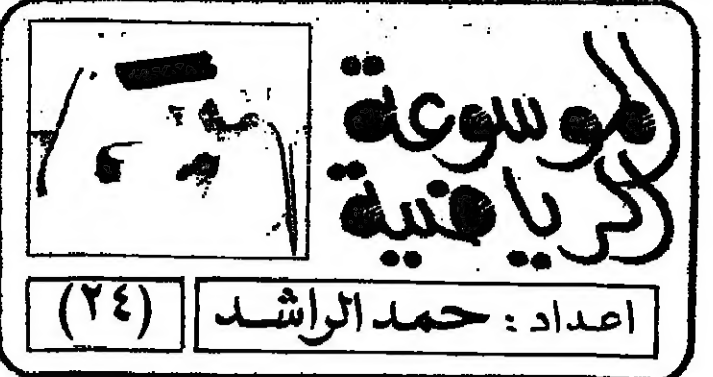 الموسوعة
الرياضية
اعداد : حمد الراشد
(٢٤)